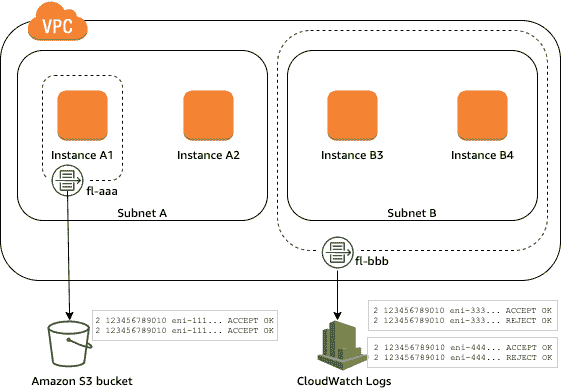 VPC
Instance A1
Instance A2
Instance B3
Instance B4
fl-aaa
Subnet A
Subnet B
fl-bbb
2 123456789010 eni-111... ACCEPT OK
2 123456789010 eni-111... ACCEPT OK
2 123456789010 eni-333... ACCEPT OK
2 123456789010 eni-333... REJECT OK
2 123456789010 eni-444... ACCEPT OK
2 123456789010 eni-444... REJECT OK
Amazon S3 bucket
CloudWatch Logs